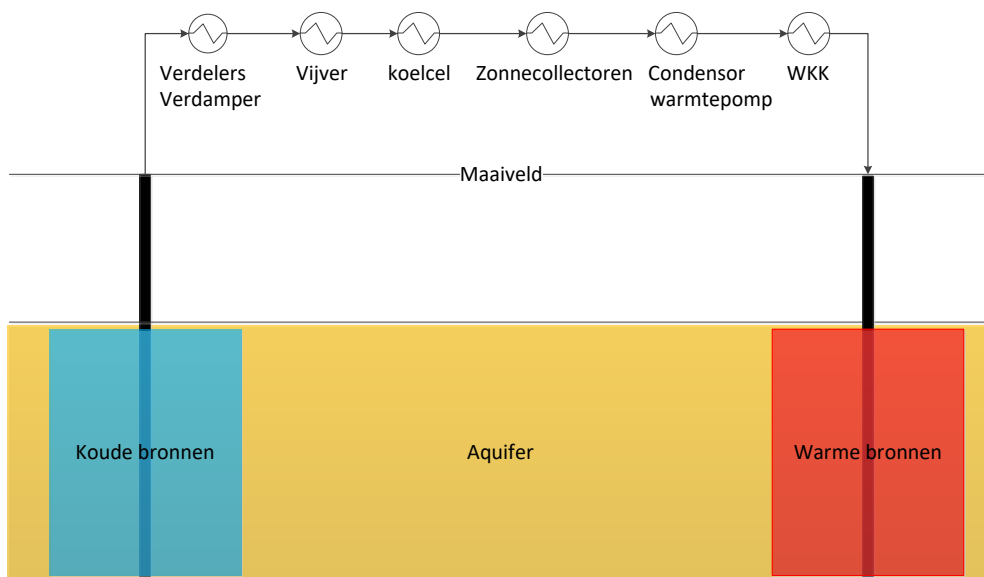 Verdelers
Verdamper
Vijver
koelcel
Zonnecollectoren
Condensor
warmtepomp
WKK
Maaiveld
Koude bronnen
Aquifer
Warme bronnen